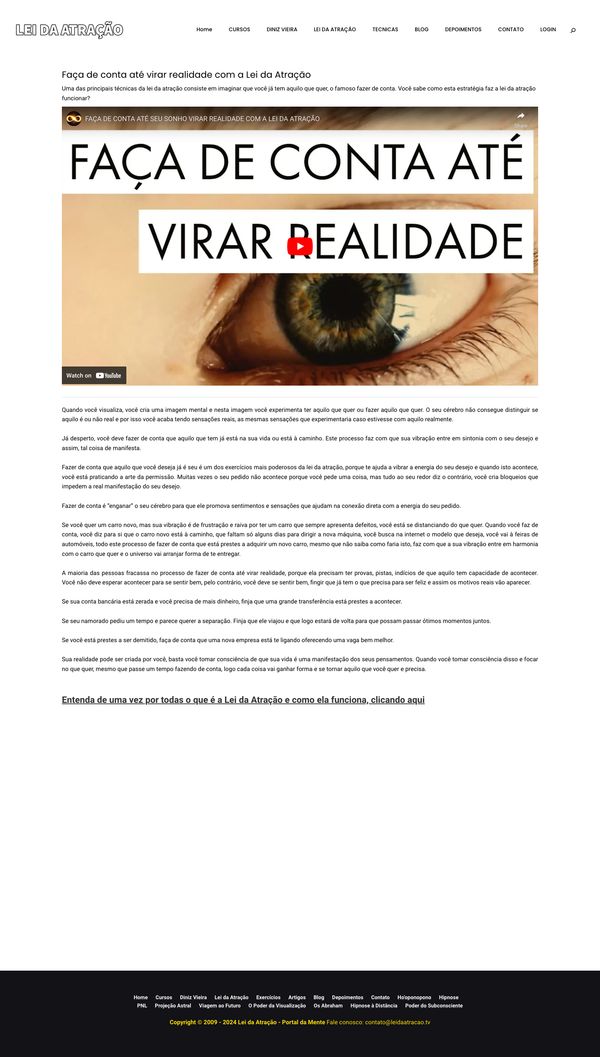 LEI DA ATRAÇÃO
Home CURSOS DINIZ VIEIRA LEI DA ATRAÇÃO TECNICAS BLOG DEPOIMENTOS CONTATO LOGIN
Faça de conta até virar realidade com a Lei da Atração
Uma das principais técnicas da lei da atração consiste em imaginar que você já tem aquilo que quer, o famoso fazer de conta. Você sabe como esta estratégia faz a lei da atração
funcionar?
FAÇA DE CONTA ATÉ SEU SONHO VIRAR REALIDADE COM A LEI DA ATRAÇÃO
Share
FAÇA DE CONTA ATÉ
VIRAR REALIDADE
Watch on YouTube
Quando você visualiza, você cria uma imagem mental e nesta imagem você experimenta ter aquilo que quer ou fazer aquilo que quer. O seu cérebro não consegue distinguir se
aquilo é ou não real e por isso você acaba tendo sensações reais, as mesmas sensações que experimentaria caso estivesse com aquilo realmente.
Já desperto, você deve fazer de conta que aquilo que tem já está na sua vida ou está à caminho. Este processo faz com que sua vibração entre em sintonia com o seu desejo e
assim, tal coisa de manifesta.
Fazer de conta que aquilo que você deseja já é seu é um dos exercícios mais poderosos da lei da atração, porque te ajuda a vibrar a energia do seu desejo e quando isto acontece,
você está praticando a arte da permissão. Muitas vezes o seu pedido não acontece porque você pede uma coisa, mas tudo ao seu redor diz o contrário, você cria bloqueios que
impedem a real manifestação do seu desejo.
Fazer de conta é "enganar" o seu cérebro para que ele promova sentimentos e sensações que ajudam na conexão direta com a energia do seu pedido.
Se você quer um carro novo, mas sua vibração é de frustração e raiva por ter um carro que sempre apresenta defeitos, você está se distanciando do que quer. Quando você faz de
conta, você diz para si que o carro novo está à caminho, que faltam só alguns dias para dirigir a nova máquina, você busca na internet o modelo que deseja, você vai à feiras de
automóveis, todo este processo de fazer de conta que está prestes a adquirir um novo carro, mesmo que não saiba como faria isto, faz com que a sua vibração entre em harmonia
com o carro que quer e o universo vai arranjar forma de te entregar.
A maioria das pessoas fracassa no processo de fazer de conta até virar realidade, porque ela precisam ter provas, pistas, indícios de que aquilo tem capacidade de acontecer.
Você não deve esperar acontecer para se sentir bem, pelo contrário, você deve se sentir bem, fingir que já tem o que precisa para ser feliz e assim os motivos reais vão aparecer.
Se sua conta bancária está zerada e você precisa de mais dinheiro, finja que uma grande transferência está prestes a acontecer.
Se seu namorado pediu um tempo e parece querer a separação. Finja que ele viajou e que logo estará de volta para que possam passar ótimos momentos juntos.
Se você está prestes a ser demitido, faça de conta que uma nova empresa está te ligando oferecendo uma vaga bem melhor.
Sua realidade pode ser criada por você, basta você tomar consciência de que sua vida é uma manifestação dos seus pensamentos. Quando você tomar consciência disso e focar
no que quer, mesmo que passe um tempo fazendo de conta, logo cada coisa vai ganhar forma e se tornar aquilo que você quer e precisa.
Entenda de uma vez por todas o que é a Lei da Atração e como ela funciona, clicando aqui
Home Cursos Diniz Vieira Lei da Atração Exercícios Artigos Blog Depoimentos Contato Ho'oponopono Hipnose
PNL Projeção Astral Viagem ao Futuro O Poder da Visualização Os Abraham Hipnose à Distância Poder do Subconsciente
Copyright © 2009 - 2024 Lei da Atração - Portal da Mente Fale conosco: contato@leidaatracao.tv